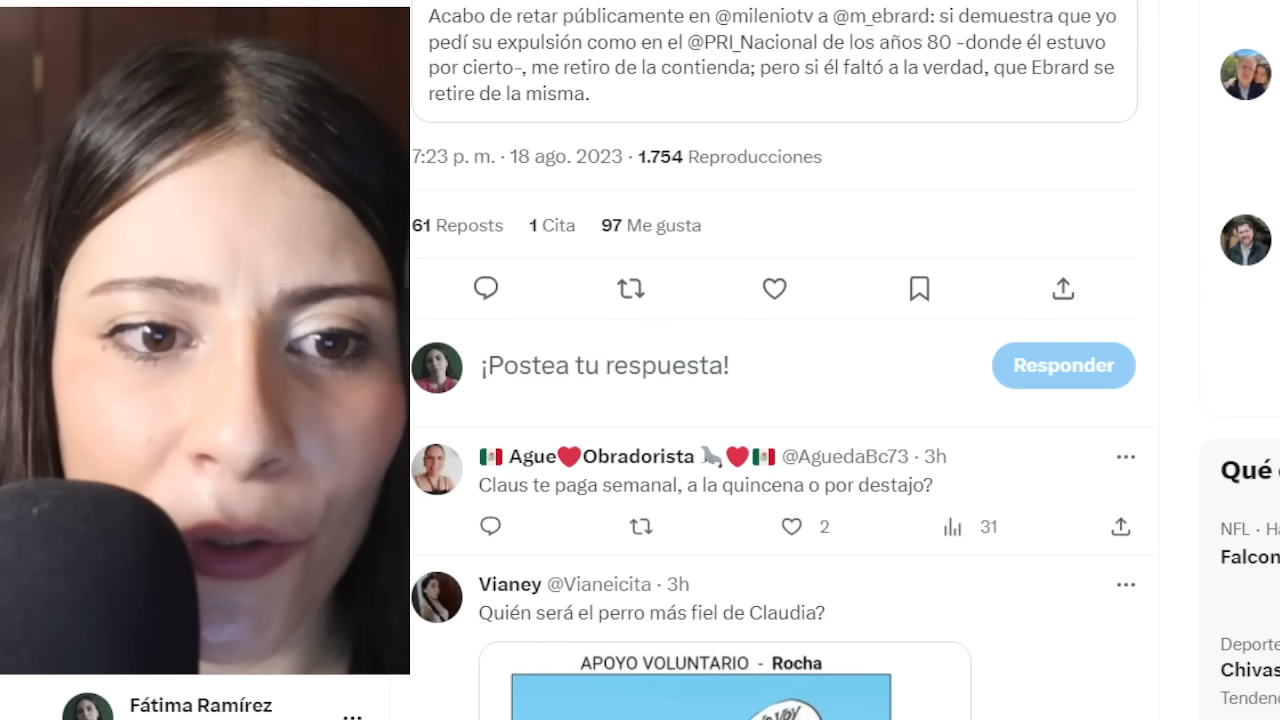 Acabo de retar públicamente en @mileniotv a @m_ebrard: si demuestra que yo
pedí su expulsión como en el @PRI_Nacional de los años 80 -donde él estuvo
por cierto-, me retiro de la contienda; pero si él faltó a la verdad, que Ebrard se
retire de la misma.
7:23 p. m. · 18 ago. 2023 · 1.754 Reproducciones
61 Reposts 1 Cita 97 Me gusta
¡Postea tu respuesta!
Responder
Ague Obradorista @AguedaBc73 · 3h
Claus te paga semanal, a la quincena o por destajo?
2 31
Vianey @Vianeicita · 3h
Quién será el perro más fiel de Claudia?
APOYO VOLUNTARIO - Rocha
VOY
Fátima Ramírez
Qué
NFL ·
Falcon
Deporte
Chivas
Tendenc